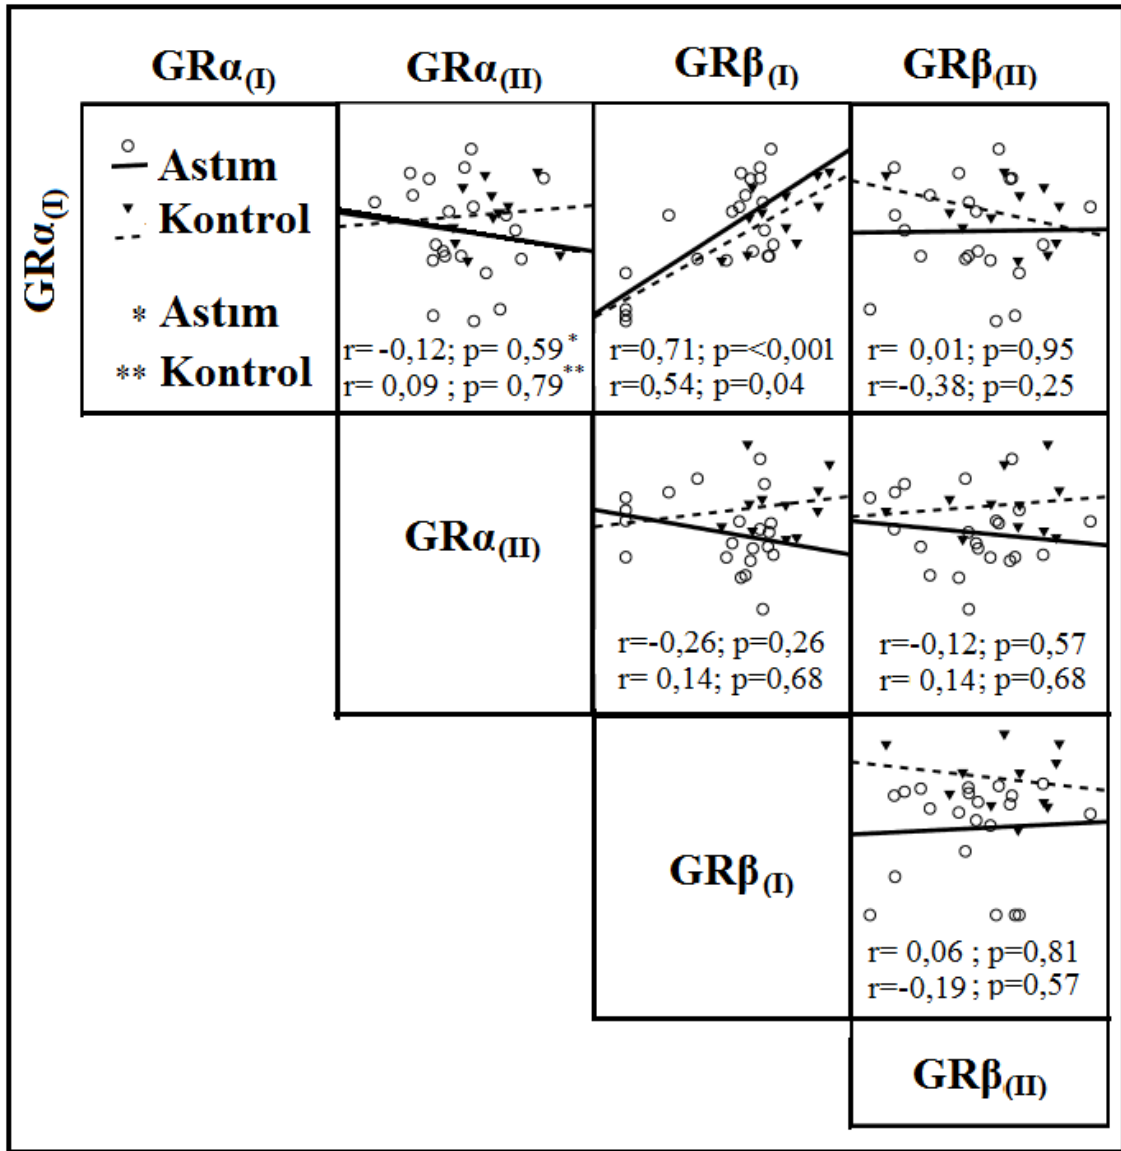 GRα(I) GRα(II) GRβ(I) GRβ(II)
GRα(I)
Astım
Kontrol
* Astım
** Kontrol
r= -0,12; p= 0,59*
r= 0,09 ; p= 0,79**
r=0,71; p=<0,001
r=0,54; p=0,04
r= 0,01; p=0,95
r=-0,38; p=0,25
GRα(II)
r=-0,26; p=0,26
r= 0,14; p=0,68
r=-0,12; p=0,57
r= 0,14; p=0,68
GRβ(I)
r= 0,06 ; p=0,81
r=-0,19 ; p=0,57
GRβ(II)